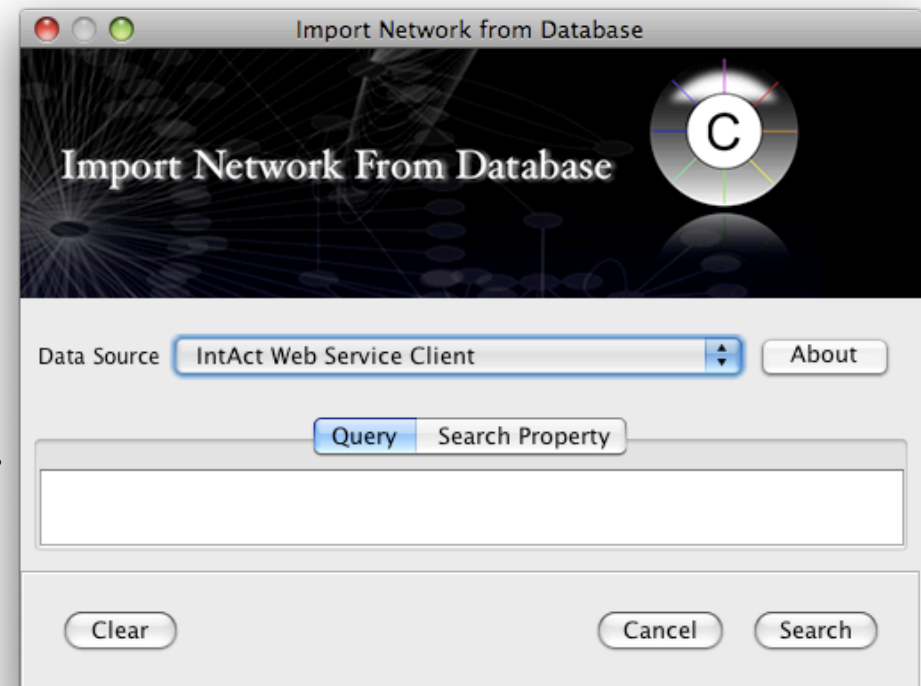 Import Network from Database
Import Network From Database
C
Data Source IntAct Web Service Client About
Query Search Property
Clear Cancel Search